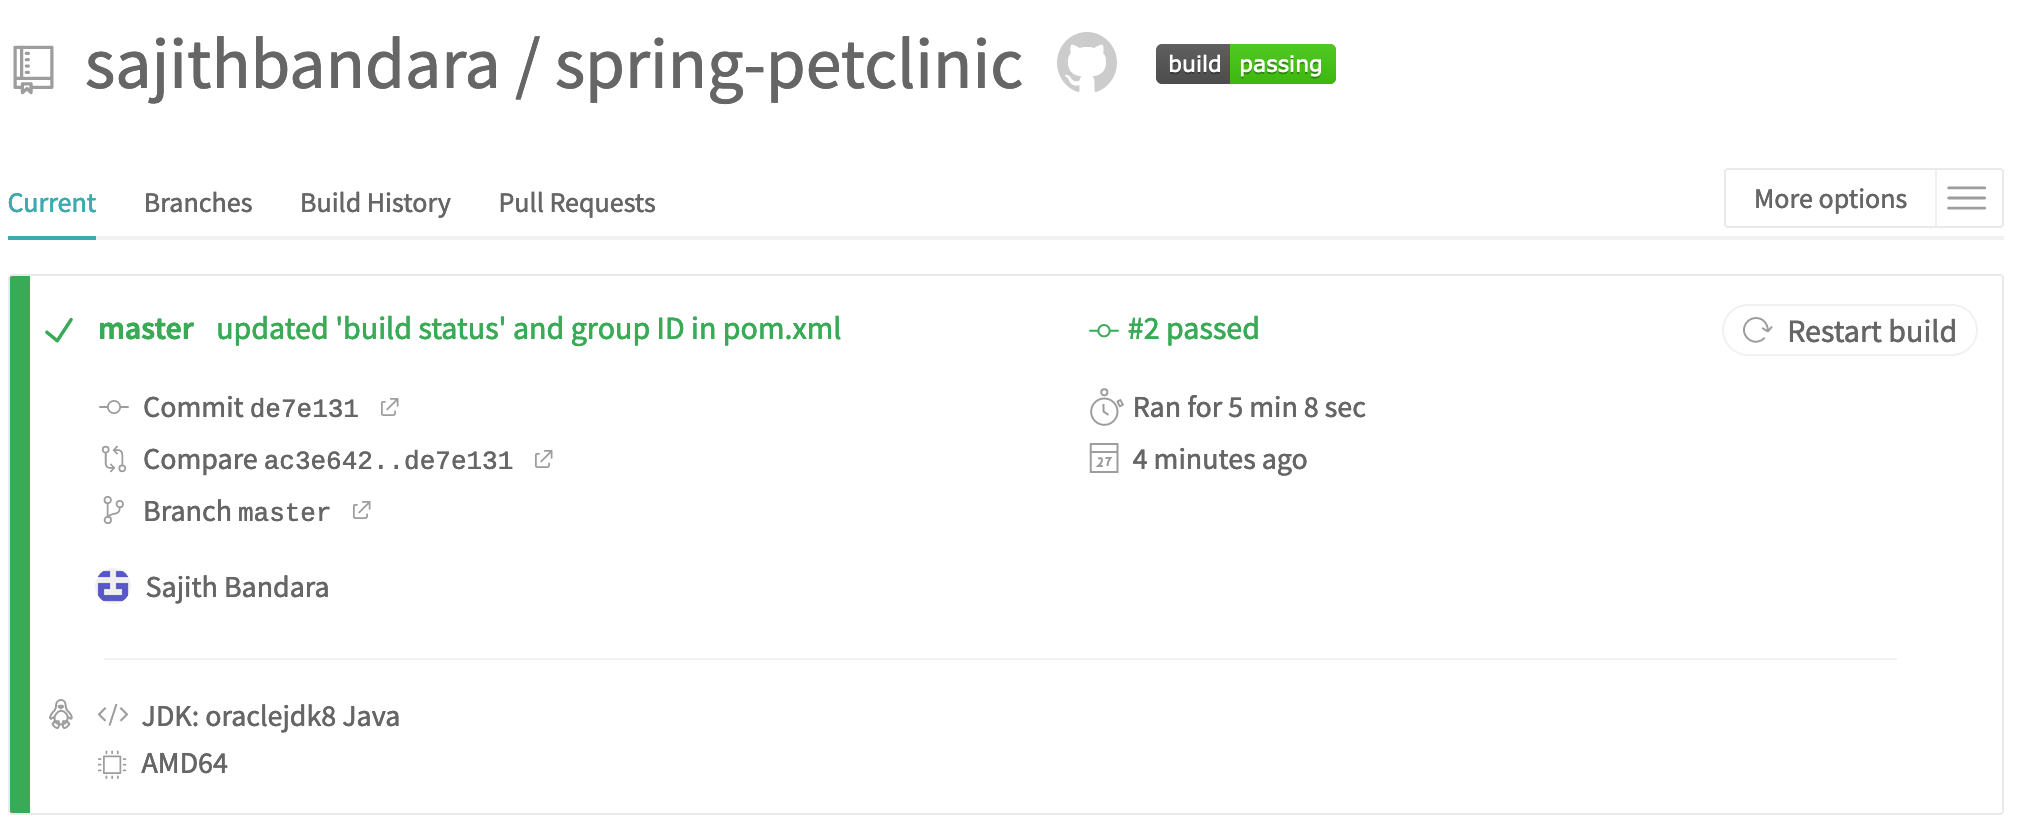 sajithbandara / spring-petclinic build passing
Current Branches Build History Pull Requests More options
master updated 'build status' and group ID in pom.xml #2 passed Restart build
Commit de7e131 Ran for 5 min 8 sec
Compare ac3e642..de7e131 27 4 minutes ago
Branch master
Sajith Bandara
</> JDK: oraclejdk8 Java
AMD64